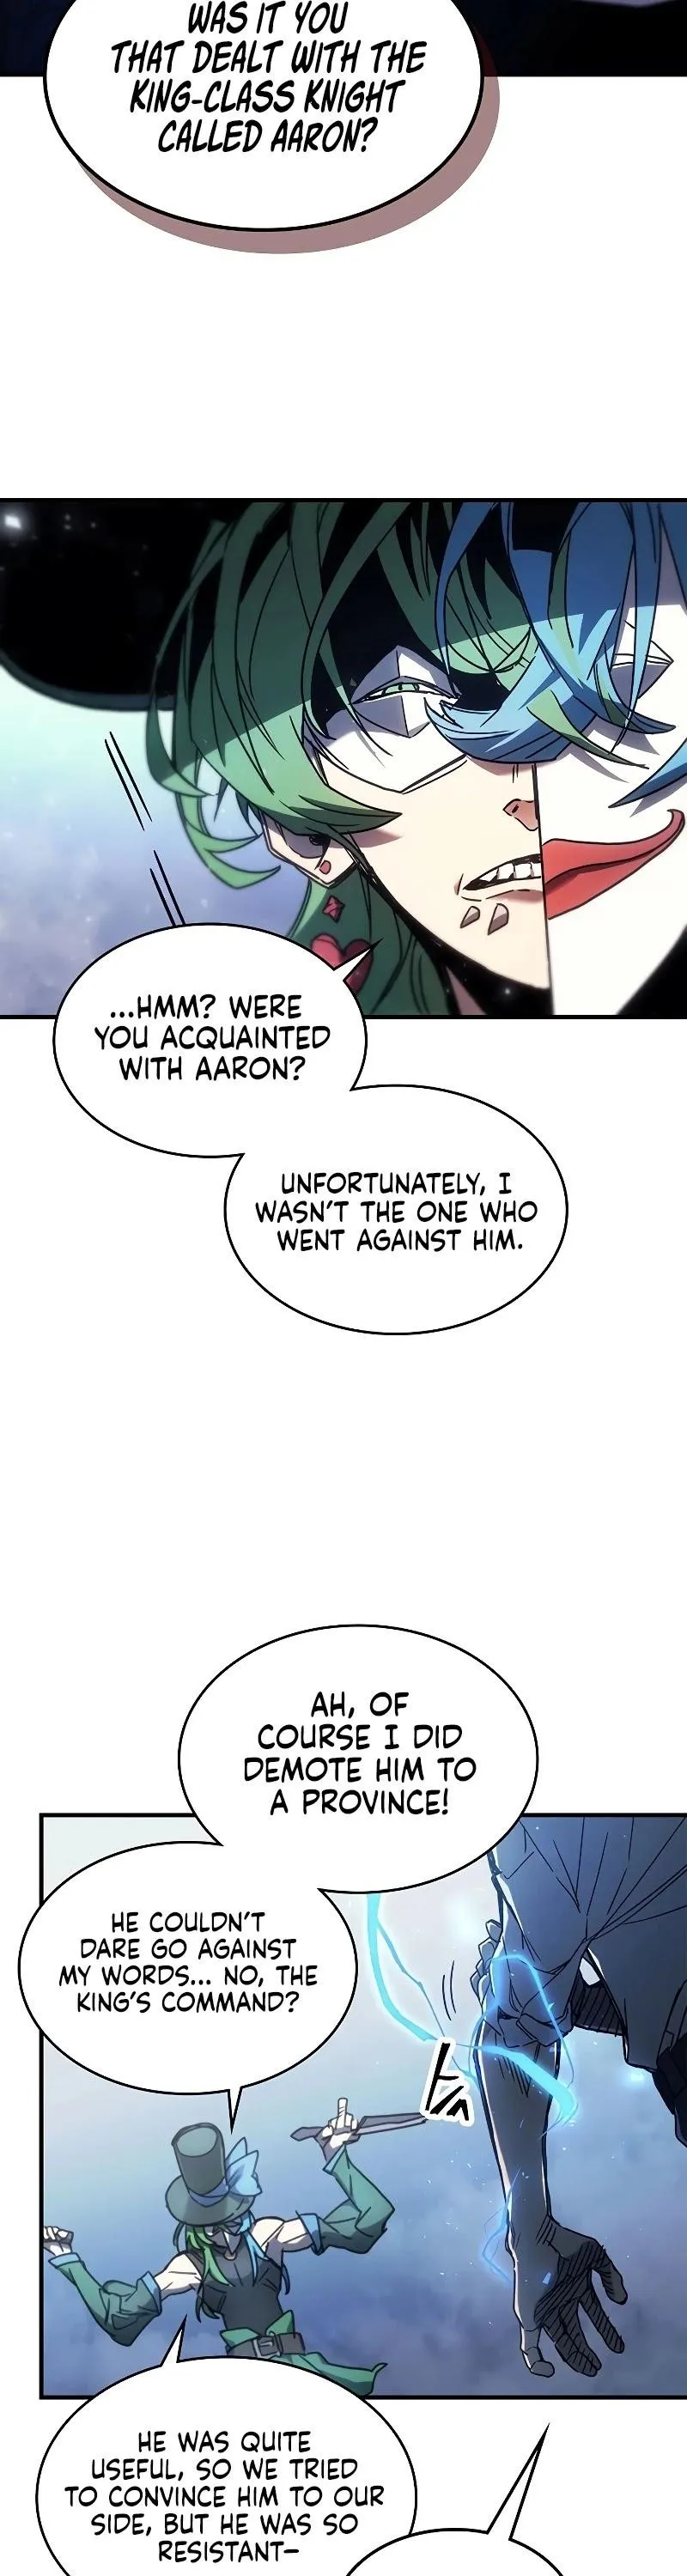 WAS IT YOU
THAT DEALT WITH THE
KING-CLASS KNIGHT
CALLED AARON?
...HMM? WERE
YOU ACQUAINTED
WITH AARON?
UNFORTUNATELY, I
WASN'T THE ONE WHO
WENT AGAINST HIM.
AH, OF
COURSE I DID
DEMOTE HIM TO
A PROVINCE!
HE COULDN'T
DARE GO AGAINST
MY WORDS... NO, THE
KING'S COMMAND?
HE WAS QUITE
USEFUL, SO WE TRIED
TO CONVINCE HIM TO OUR
SIDE, BUT HE WAS SO
RESISTANT-